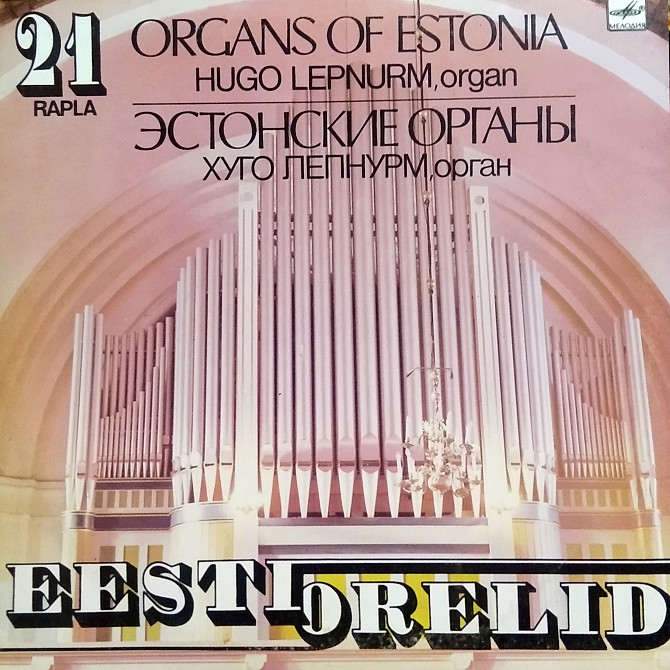 21
RAPLA
ORGANS OF ESTONIA
HUGO LEPNURM, organ
ЭСТОНСКИЕ ОРГАНЫ
ХУГО ЛЕПНУРМ, орган
МЕЛОДИЯ
EESTI
ORELID